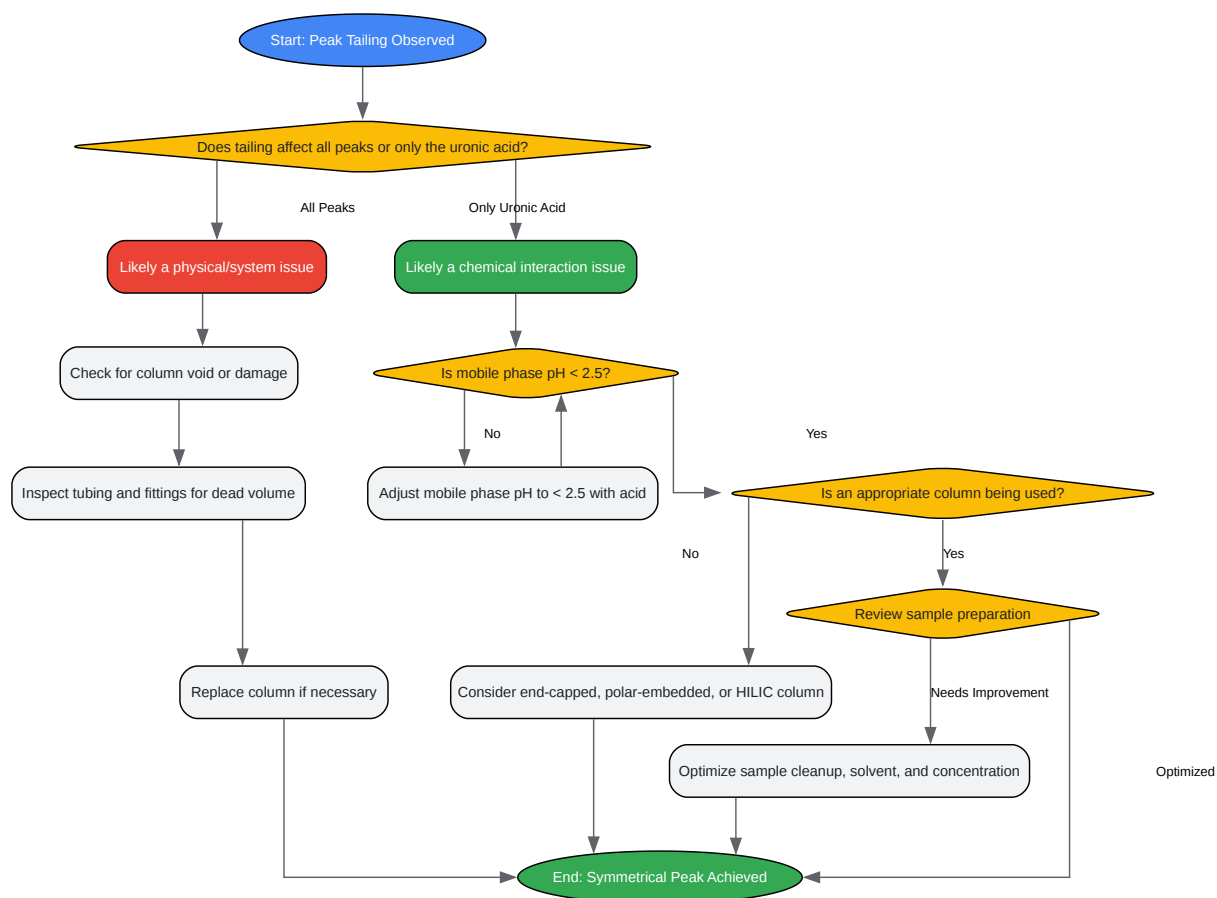 Start: Peak Tailing Observed
Does tailing affect all peaks or only the uronic acid?
All Peaks
Only Uronic Acid
Likely a physical/system issue
Likely a chemical interaction issue
Check for column void or damage
Is mobile phase pH < 2.5?
No
Yes
Inspect tubing and fittings for dead volume
Adjust mobile phase pH to < 2.5 with acid
Is an appropriate column being used?
No
Yes
Review sample preparation
Replace column if necessary
Consider end-capped, polar-embedded, or HILIC column
Needs Improvement
Optimize sample cleanup, solvent, and concentration
Optimized
End: Symmetrical Peak Achieved